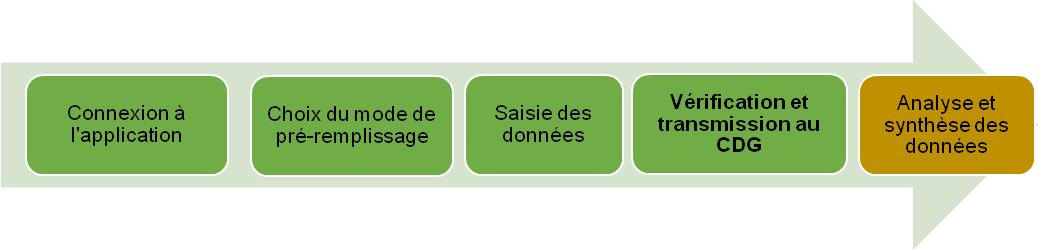 Connexion à
l'application
Choix du mode de
pré-remplissage
Saisie des
données
Vérification et
transmission au
CDG
Analyse et
synthèse des
données